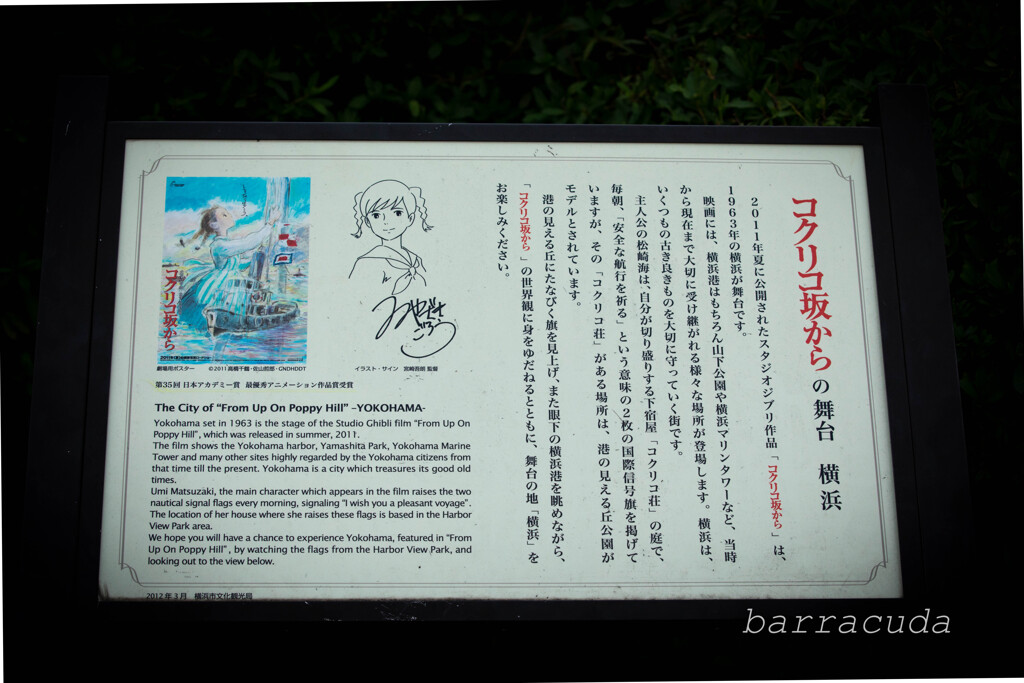 コクリコ坂からの舞台 横浜
2011年夏に公開されたスタジオジブリ作品「コクリコ坂から」は、
1963年の横浜が舞台です。
映画には、横浜港はもちろん山下公園や横浜マリンタワーなど、当時
から現在まで大切に受け継がれる様々な場所が登場します。横浜は、
いくつもの古き良きものを大切に守っていく街です。
主人公の松崎海は、自分が切り盛りする下宿屋「コクリコ荘」の庭で、
毎朝、「安全な航行を祈る」という意味の2枚の国際信号旗を掲げて
いますが、その「コクリコ荘」がある場所は、港の見える丘公園が
モデルとされています。
港の見える丘にたなびく旗を見上げ、また眼下の横浜港を眺めながら、
「コクリコ坂から」の世界観に身をゆだねるとともに、舞台の地「横浜」を
お楽しみください。
コクリコ坂から
劇場用ポスター ©2011 高橋千鶴・佐山哲郎・GNDHDDT
イラスト・サイン 宮崎吾朗 監督
第35回 日本アカデミー賞 最優秀アニメーション作品賞受賞
The City of “From Up On Poppy Hill” –YOKOHAMA–
Yokohama set in 1963 is the stage of the Studio Ghibli film “From Up On
Poppy Hill”, which was released in summer, 2011.
The film shows the Yokohama harbor, Yamashita Park, Yokohama Marine
Tower and many other sites highly regarded by the Yokohama citizens from
that time till the present. Yokohama is a city which treasures its good old
times.
Umi Matsuzaki, the main character which appears in the film raises the two
nautical signal flags every morning, signaling “I wish you a pleasant voyage”.
The location of her house where she raises these flags is based in the Harbor
View Park area.
We hope you will have a chance to experience Yokohama, featured in “From
Up On Poppy Hill”, by watching the flags from the Harbor View Park, and
looking out to the view below.
2012年3月 横浜市文化観光局
barracuda